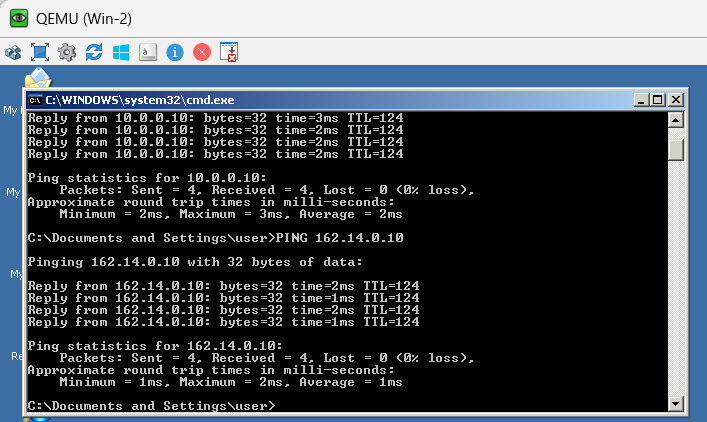 QEMU (Win-2)
My
C:\WINDOWS\system32\cmd.exe
Reply from 10.0.0.10: bytes=32 time=3ms TTL=124
Reply from 10.0.0.10: bytes=32 time=2ms TTL=124
Reply from 10.0.0.10: bytes=32 time=2ms TTL=124
Reply from 10.0.0.10: bytes=32 time=2ms TTL=124
Ping statistics for 10.0.0.10:
Packets: Sent = 4, Received = 4, Lost = 0 (0% loss),
My
Approximate round trip times in milli-seconds:
Minimum = 2ms, Maximum = 3ms, Average = 2ms
C:\Documents and Settings\user>PING 162.14.0.10
Pinging 162.14.0.10 with 32 bytes of data:
My
Reply from 162.14.0.10: bytes=32 time=2ms TTL=124
Reply from 162.14.0.10: bytes=32 time=1ms TTL=124
Reply from 162.14.0.10: bytes=32 time=2ms TTL=124
Reply from 162.14.0.10: bytes=32 time=1ms TTL=124
Ping statistics for 162.14.0.10:
Re
Packets: Sent = 4, Received = 4, Lost = 0 (0% loss),
Approximate round trip times in milli-seconds:
Minimum = 1ms, Maximum = 2ms, Average = 1ms
C:\Documents and Settings\user>